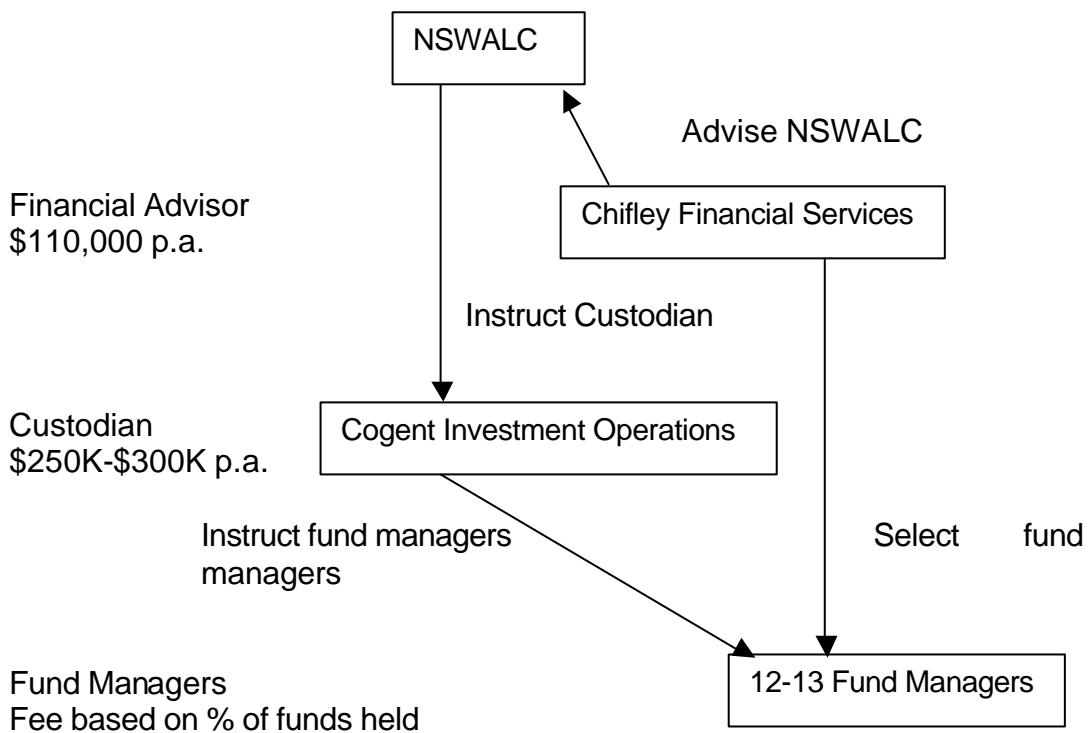 NSWALC
Advise NSWALC
Financial Advisor
$110,000 p.a.
Chifley Financial Services
Instruct Custodian
Custodian
$250K-$300K p.a.
Cogent Investment Operations
Instruct fund managers
managers
Select fund
Fund Managers
Fee based on % of funds held
12-13 Fund Managers